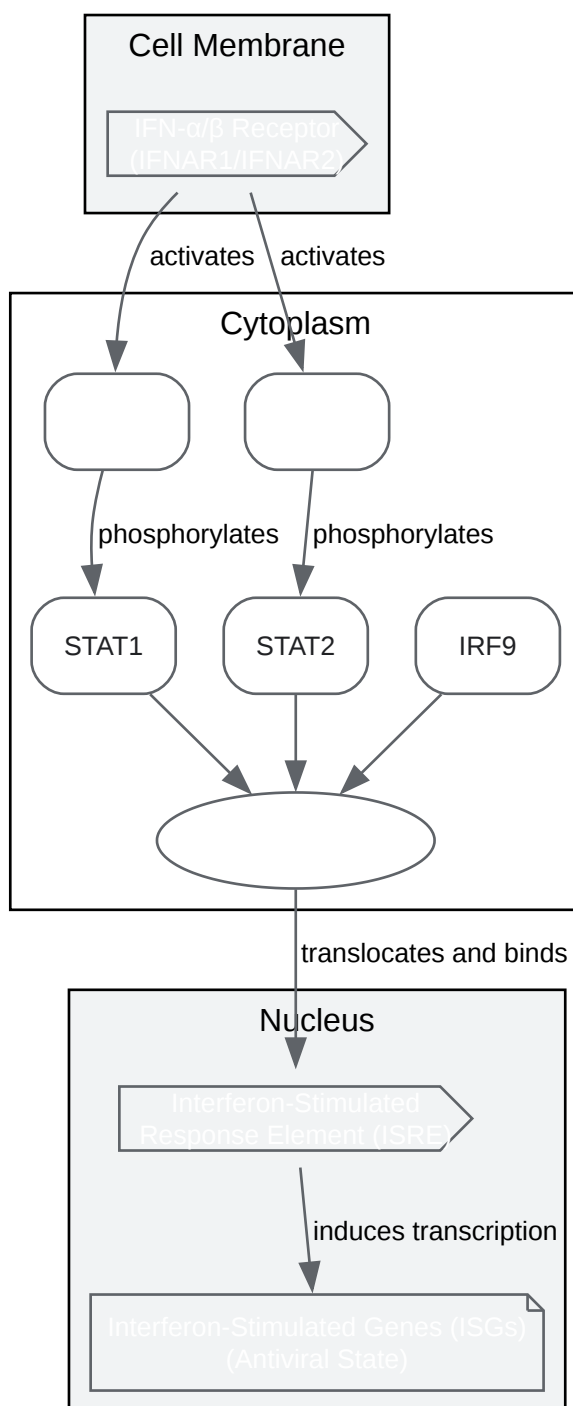 Cell Membrane
IFN-α/β Receptor
(IFNAR1/IFNAR2)
activates
activates
Cytoplasm
phosphorylates
phosphorylates
STAT1
STAT2
IRF9
translocates and binds
Nucleus
Interferon-Stimulated
Response Element (ISRE)
induces transcription
Interferon-Stimulated Genes (ISGs)
(Antiviral State)